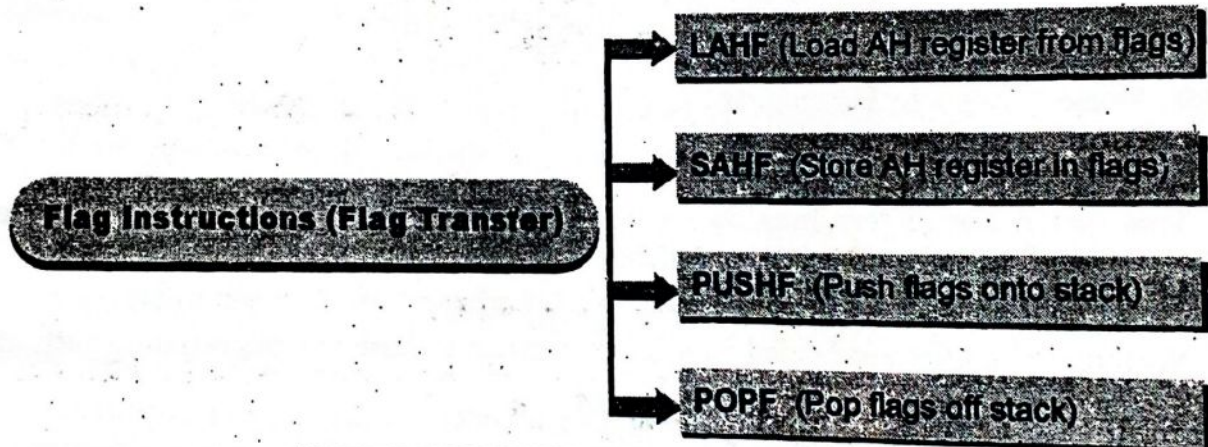 Flag Instructions (Flag Transfer)
LAHF (Load AH register from flags)
SAHF (Store AH register in flags)
PUSHF (Push flags onto stack)
POPF (Pop flags off stack)